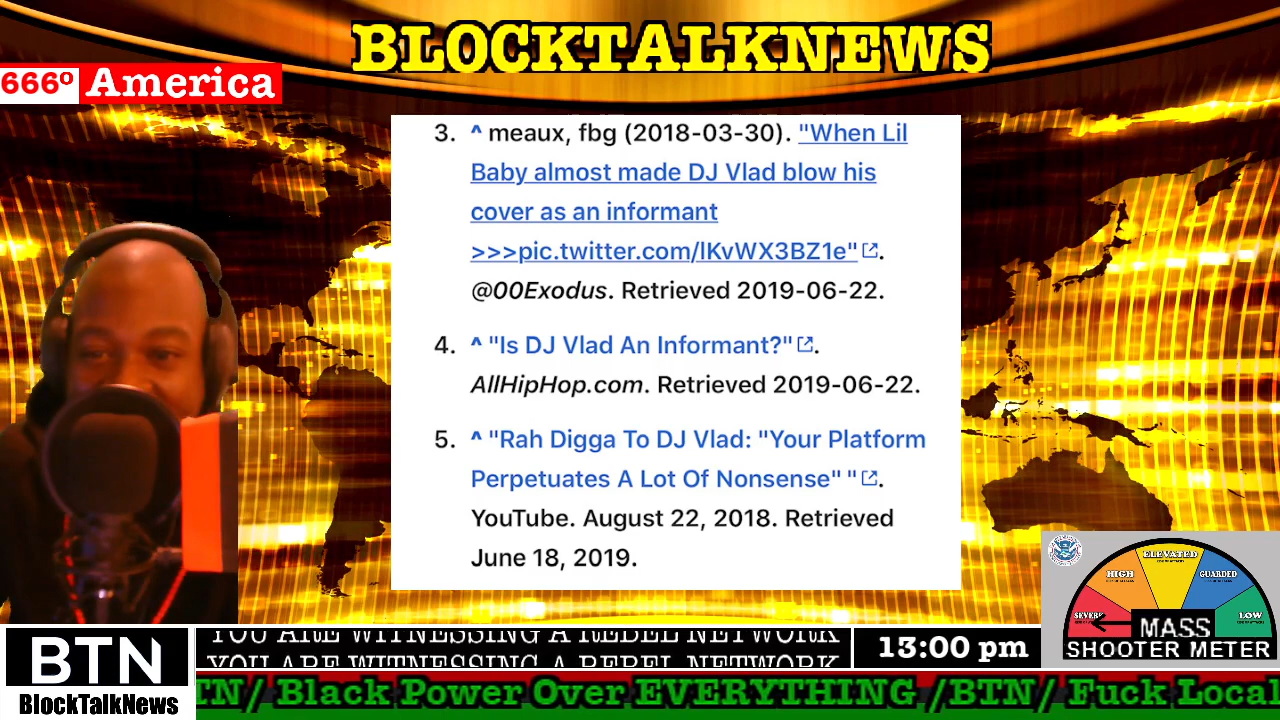 BLOCKTALKNEWS
666º America
3. ^ meaux, fbg (2018-03-30). "When Lil
Baby almost made DJ Vlad blow his
cover as an informant
>>>pic.twitter.com/lKvWX3BZ1e".
@00Exodus. Retrieved 2019-06-22.
4. ^ "Is DJ Vlad An Informant?".
AllHipHop.com. Retrieved 2019-06-22.
5. ^ "Rah Digga To DJ Vlad: "Your Platform
Perpetuates A Lot Of Nonsense" ".
YouTube. August 22, 2018. Retrieved
June 18, 2019.
SEVERE
HIGH
ELEVATED
GUARDED
LOW
MASS
SHOOTER METER
BTN
BlockTalkNews
YOU ARE WITNESSING A REBEL NETWORK
YOU ARE WITNESSING A REBEL NETWORK
13:00 pm
TN/ Black Power Over EVERYTHING /BTN/ Fuck Local